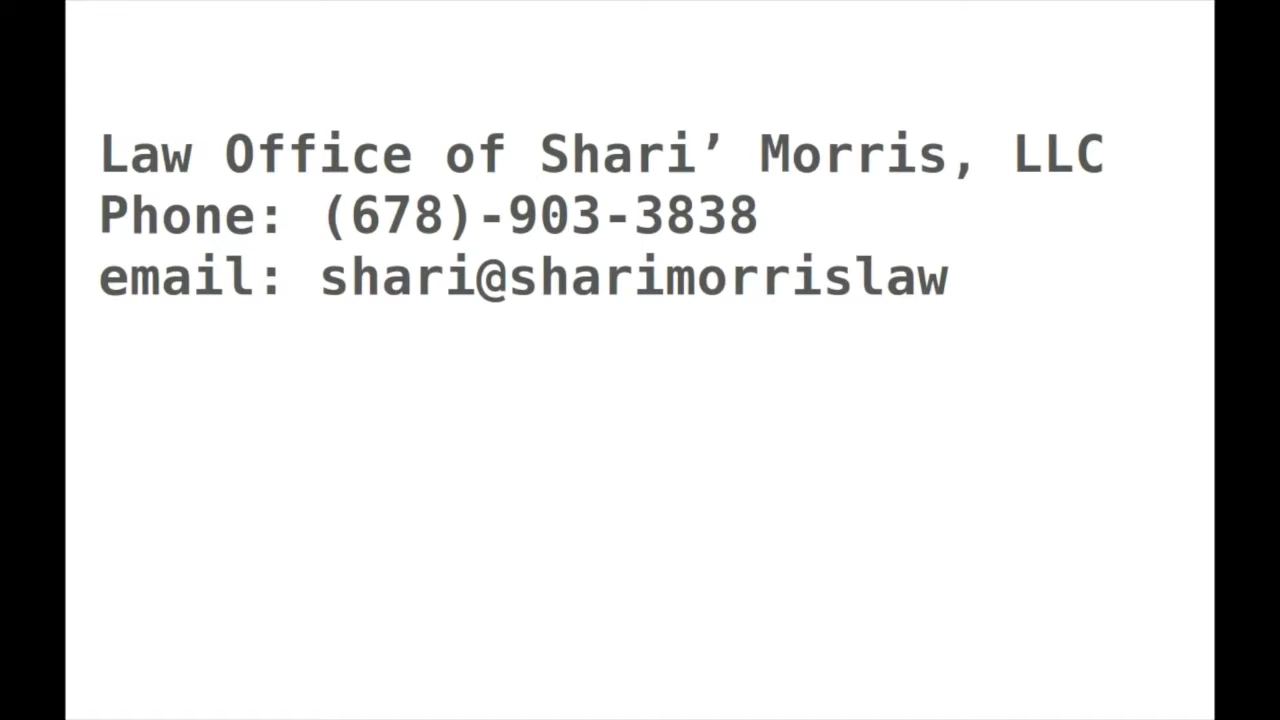 Law Office of Shari’ Morris, LLC
Phone: (678)-903-3838
email: shari@sharimorrislaw